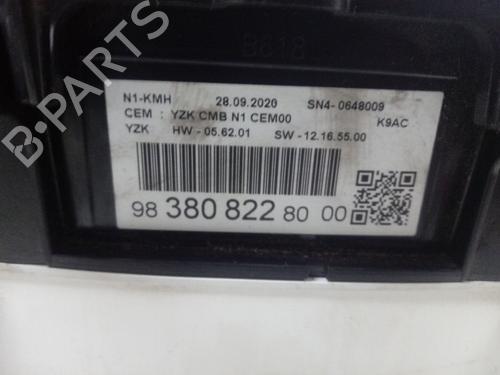 B618
N1-KMH 28.09.2020 SN4- 0648009
CEM : YZK CMB N1 CEM00 K9AC
YZK HW - 05.62.01 SW - 12.16.55.00
98 380 822 80 00
B-PARTS